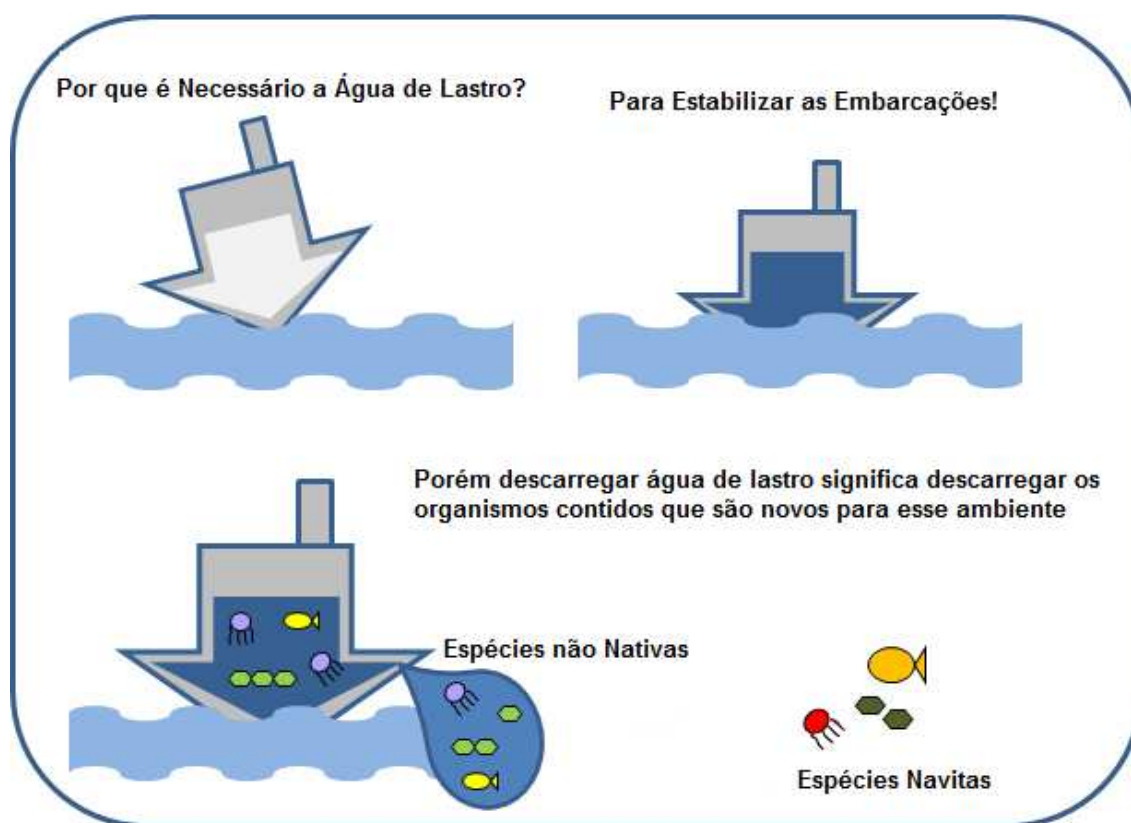 Por que é Necessário a Água de Lastro?
Para Estabilizar as Embarcações!
Porém descarregar água de lastro significa descarregar os
organismos contidos que são novos para esse ambiente
Espécies não Nativas
Espécies Navitas